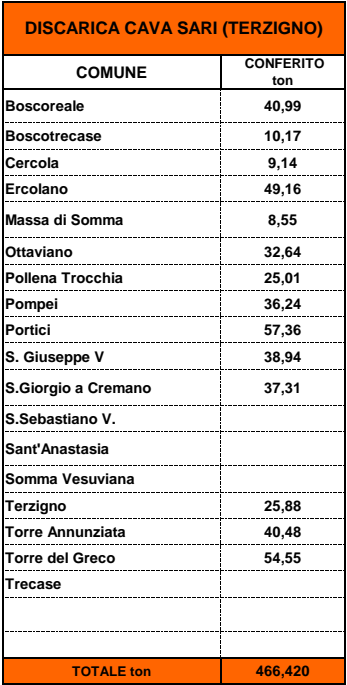 DISCARICA CAVA SARI (TERZIGNO)
COMUNE CONFERITO ton
Boscoreale 40,99
Boscotrecase 10,17
Cercola 9,14
Ercolano 49,16
Massa di Somma 8,55
Ottaviano 32,64
Pollena Trocchia 25,01
Pompei 36,24
Portici 57,36
S. Giuseppe V 38,94
S.Giorgio a Cremano 37,31
S.Sebastiano V.
Sant'Anastasia
Somma Vesuviana
Terzigno 25,88
Torre Annunziata 40,48
Torre del Greco 54,55
Trecase
TOTALE ton 466,420